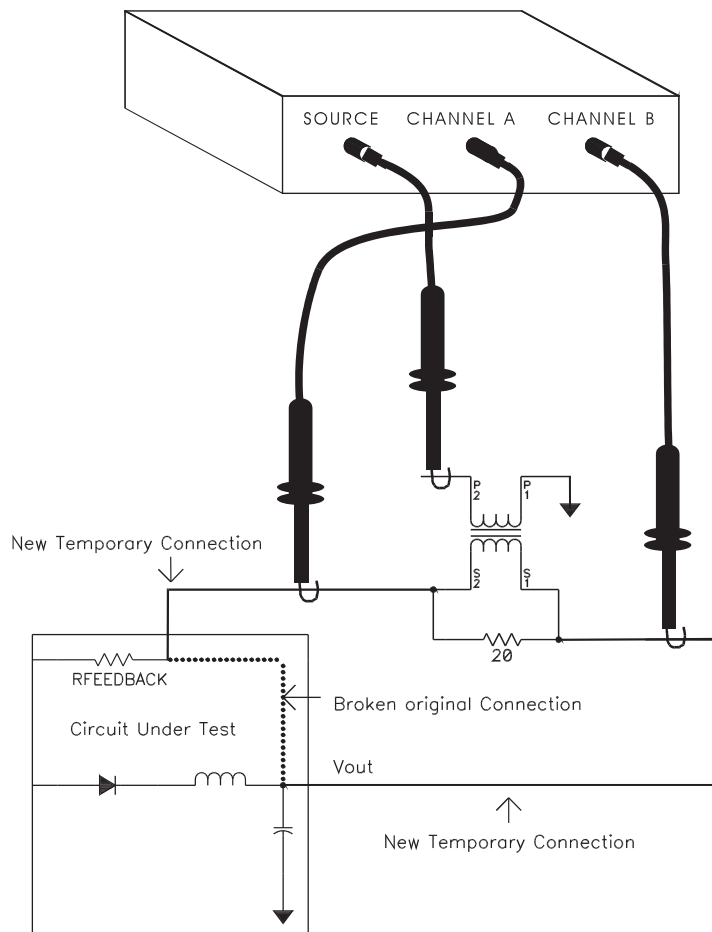 SOURCE CHANNEL A CHANNEL B
P2 P1
New Temporary Connection
S2 S1
20
RFEEDBACK
Broken original Connection
Circuit Under Test
Vout
New Temporary Connection